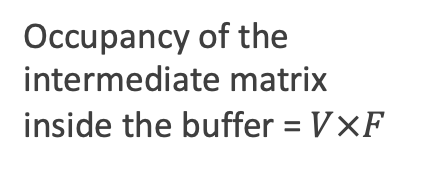 Occupancy of the
intermediate matrix
inside the buffer = V×F